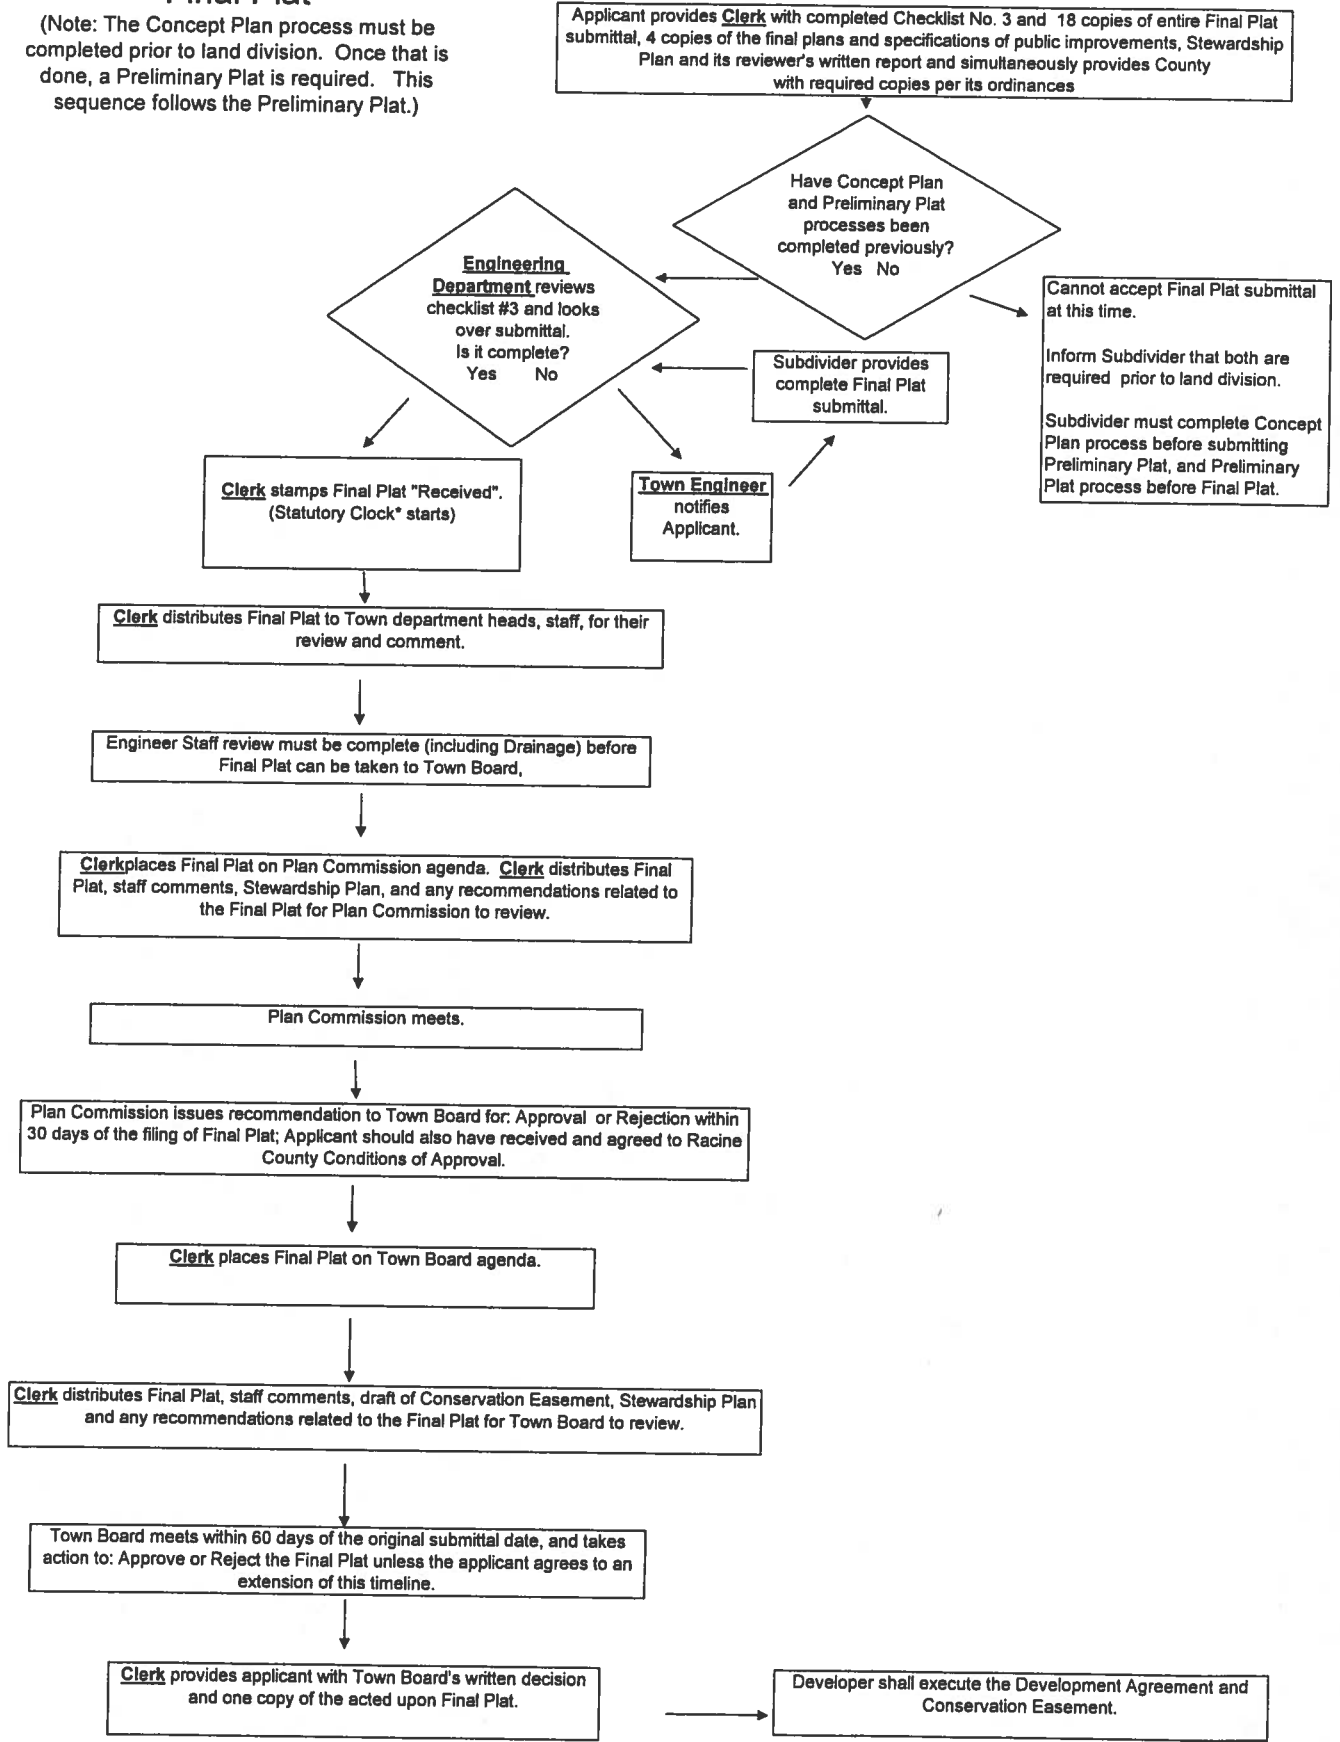 Final Plat
(Note: The Concept Plan process must be
completed prior to land division. Once that is
done, a Preliminary Plat is required. This
sequence follows the Preliminary Plat.)
Applicant provides Clerk with completed Checklist No. 3 and 18 copies of entire Final Plat
submittal, 4 copies of the final plans and specifications of public improvements, Stewardship
Plan and its reviewer's written report and simultaneously provides County
with required copies per its ordinances
Have Concept Plan
and Preliminary Plat
processes been
completed previously?
Yes No
Engineering
Department reviews
checklist #3 and looks
over submittal.
Is it complete?
Yes No
Cannot accept Final Plat submittal
at this time.
Inform Subdivider that both are
required prior to land division.
Subdivider must complete Concept
Plan process before submitting
Preliminary Plat, and Preliminary
Plat process before Final Plat.
Subdivider provides
complete Final Plat
submittal.
Clerk stamps Final Plat "Received".
(Statutory Clock* starts)
Town Engineer
notifies
Applicant.
Clerk distributes Final Plat to Town department heads, staff, for their
review and comment.
Engineer Staff review must be complete (including Drainage) before
Final Plat can be taken to Town Board,
Clerkplaces Final Plat on Plan Commission agenda. Clerk distributes Final
Plat, staff comments, Stewardship Plan, and any recommendations related to
the Final Plat for Plan Commission to review.
Plan Commission meets.
Plan Commission issues recommendation to Town Board for: Approval or Rejection within
30 days of the filing of Final Plat; Applicant should also have received and agreed to Racine
County Conditions of Approval.
Clerk places Final Plat on Town Board agenda.
Clerk distributes Final Plat, staff comments, draft of Conservation Easement, Stewardship Plan
and any recommendations related to the Final Plat for Town Board to review.
Town Board meets within 60 days of the original submittal date, and takes
action to: Approve or Reject the Final Plat unless the applicant agrees to an
extension of this timeline.
Clerk provides applicant with Town Board's written decision
and one copy of the acted upon Final Plat.
Developer shall execute the Development Agreement and
Conservation Easement.